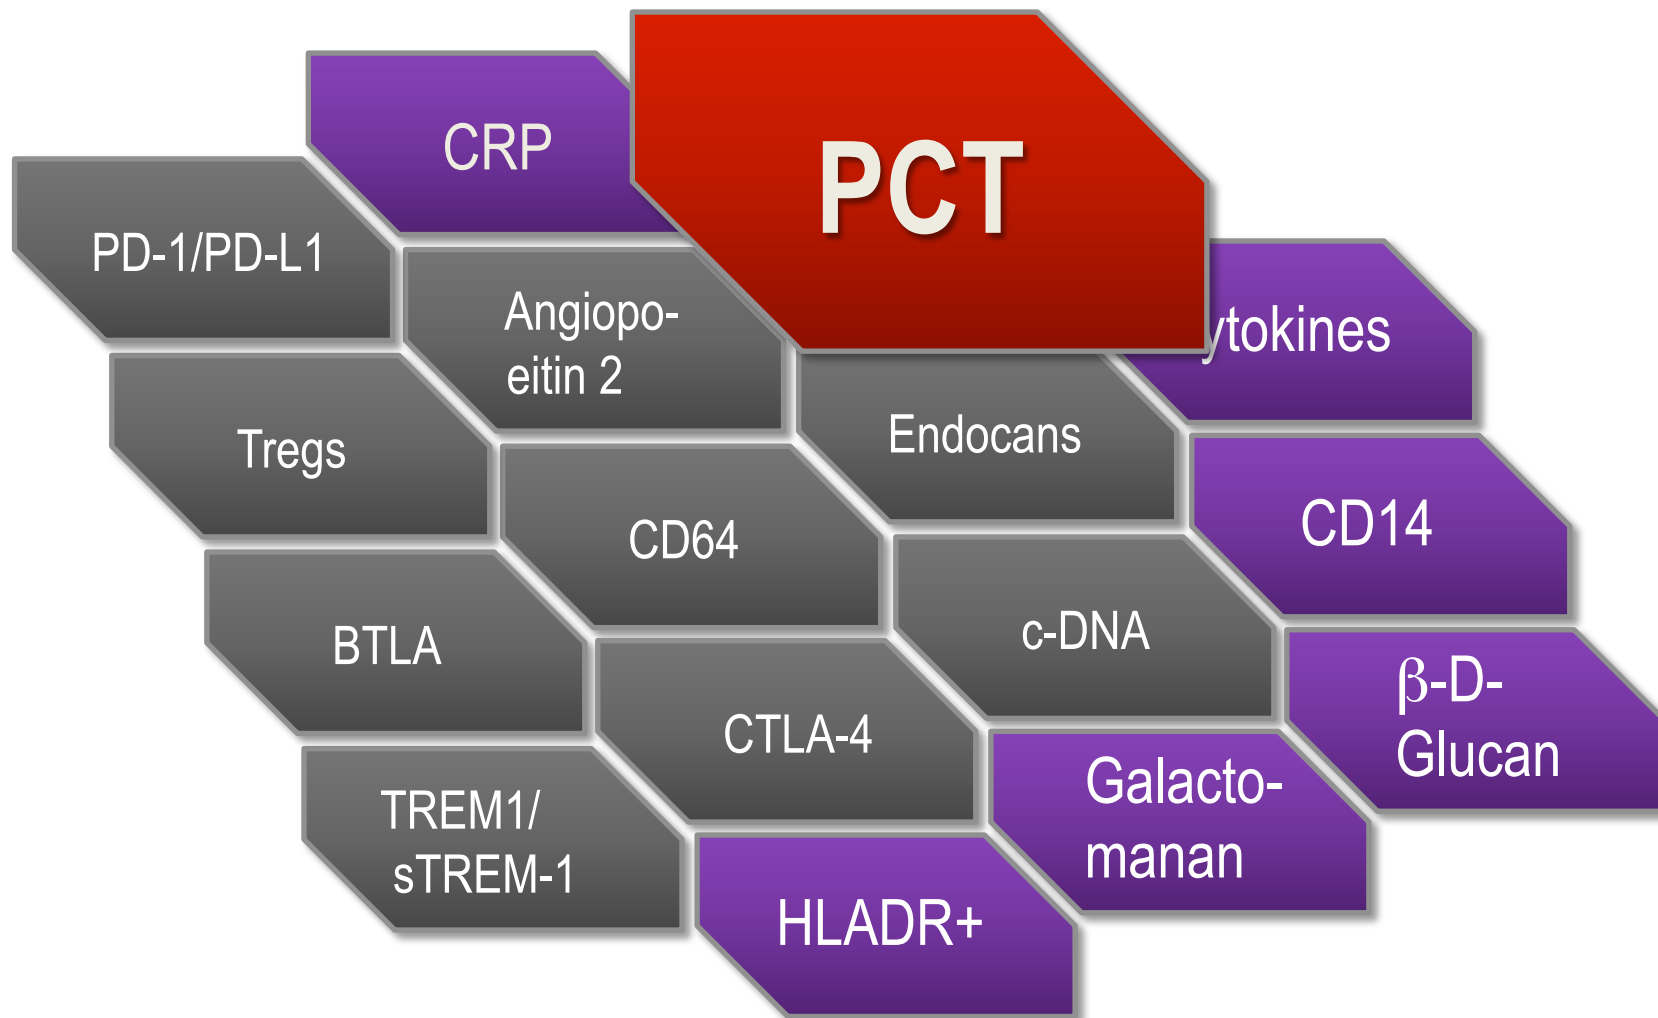 CRP
PCT
PD-1/PD-L1
Angiopo-
eitin 2
ytokines
Tregs
Endocans
CD64
CD14
BTLA
c-DNA
β-D-
Glucan
CTLA-4
TREM1/
sTREM-1
Galacto-
manan
HLADR+